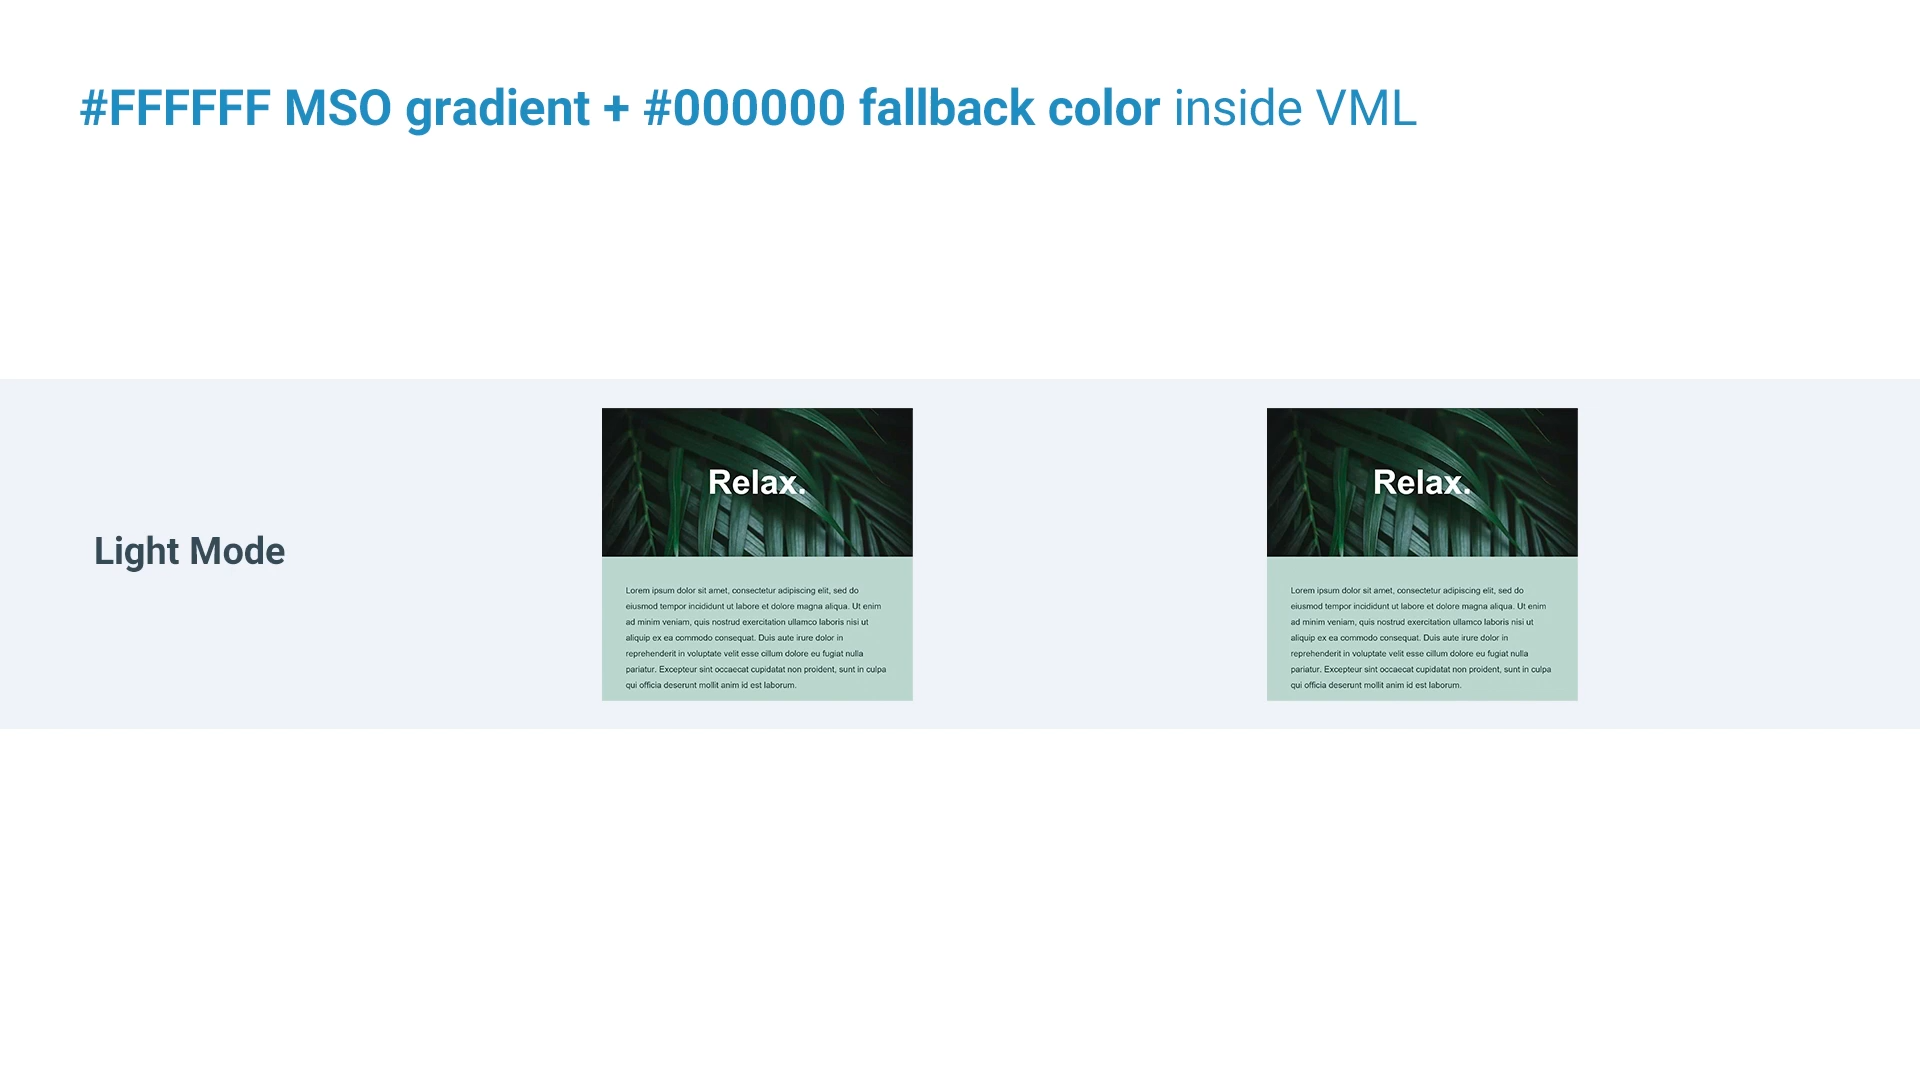 #FFFFFF MSO gradient + #000000 fallback color inside VML
Light Mode
Relax.
Lorem ipsum dolor sit amet, consectetur adipiscing elit, sed do
eiusmod tempor incididunt ut labore et dolore magna aliqua. Ut enim
ad minim veniam, quis nostrud exercitation ullamco laboris nisi ut
aliquip ex ea commodo consequat. Duis aute irure dolor in
reprehenderit in voluptate velit esse cillum dolore eu fugiat nulla
pariatur. Excepteur sint occaecat cupidatat non proident, sunt in culpa
qui officia deserunt mollit anim id est laborum.
Relax.
Lorem ipsum dolor sit amet, consectetur adipiscing elit, sed do
eiusmod tempor incididunt ut labore et dolore magna aliqua. Ut enim
ad minim veniam, quis nostrud exercitation ullamco laboris nisi ut
aliquip ex ea commodo consequat. Duis aute irure dolor in
reprehenderit in voluptate velit esse cillum dolore eu fugiat nulla
pariatur. Excepteur sint occaecat cupidatat non proident, sunt in culpa
qui officia deserunt mollit anim id est laborum.